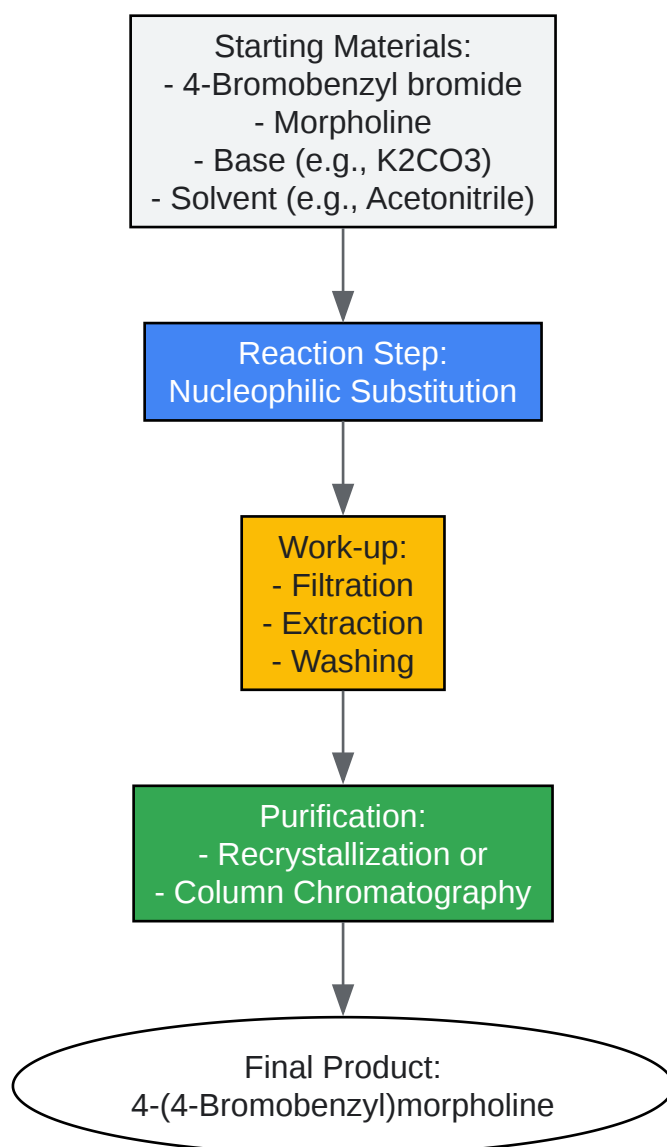 Starting Materials:
- 4-Bromobenzyl bromide
- Morpholine
- Base (e.g., K2CO3)
- Solvent (e.g., Acetonitrile)
Reaction Step:
Nucleophilic Substitution
Work-up:
- Filtration
- Extraction
- Washing
Purification:
- Recrystallization or
- Column Chromatography
Final Product:
4-(4-Bromobenzyl)morpholine